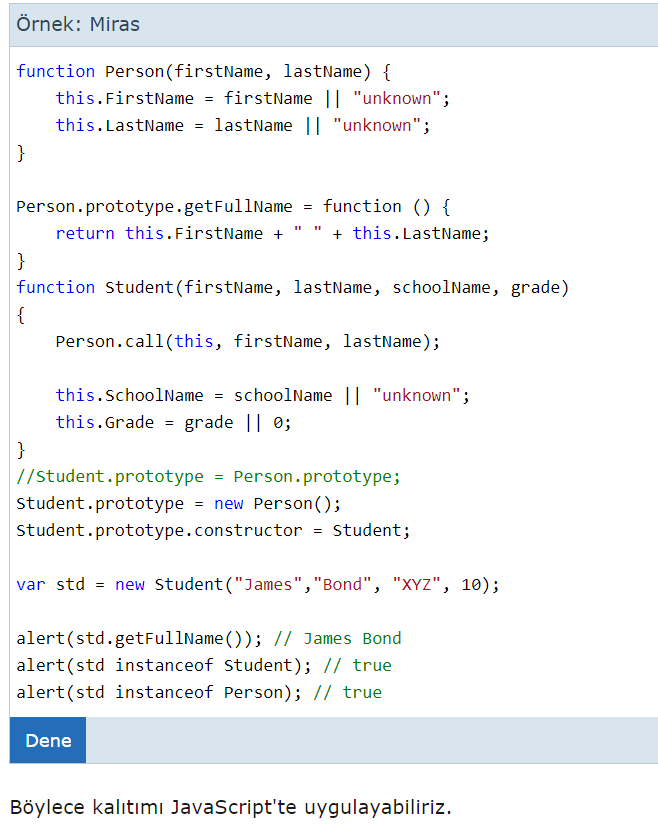 Örnek: Miras
function Person(firstName, lastName) {
    this.FirstName = firstName || "unknown";
    this.LastName = lastName || "unknown";
}

Person.prototype.getFullName = function () {
    return this.FirstName + " " + this.LastName;
}
function Student(firstName, lastName, schoolName, grade)
{
    Person.call(this, firstName, lastName);

    this.SchoolName = schoolName || "unknown";
    this.Grade = grade || 0;
}
//Student.prototype = Person.prototype;
Student.prototype = new Person();
Student.prototype.constructor = Student;

var std = new Student("James","Bond", "XYZ", 10);

alert(std.getFullName()); // James Bond
alert(std instanceof Student); // true
alert(std instanceof Person); // true
Dene
Böylece kalıtımı JavaScript'te uygulayabiliriz.